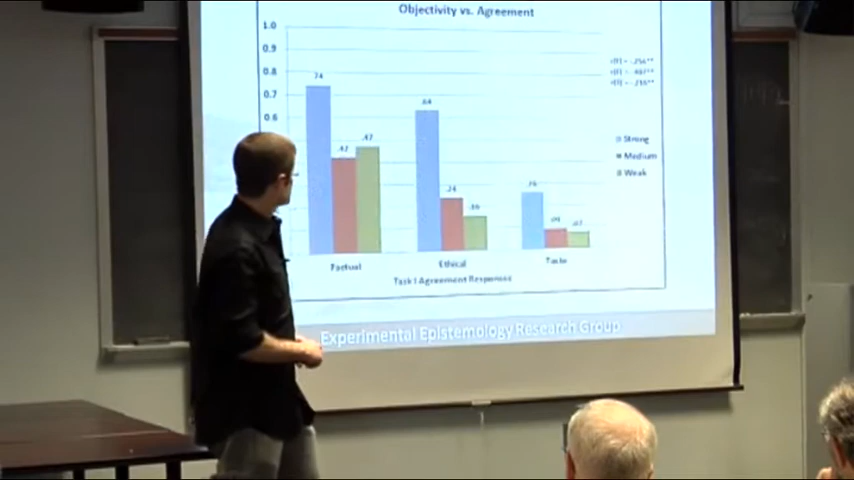 Objectivity vs. Agreement
1.0
0.9
0.8
0.7
0.6
.74
.42
.47
.64
.24
Strong
Medium
Weak
Factual
Ethical
Taste
Task I Agreement Responses
Experimental Epistemology Research Group